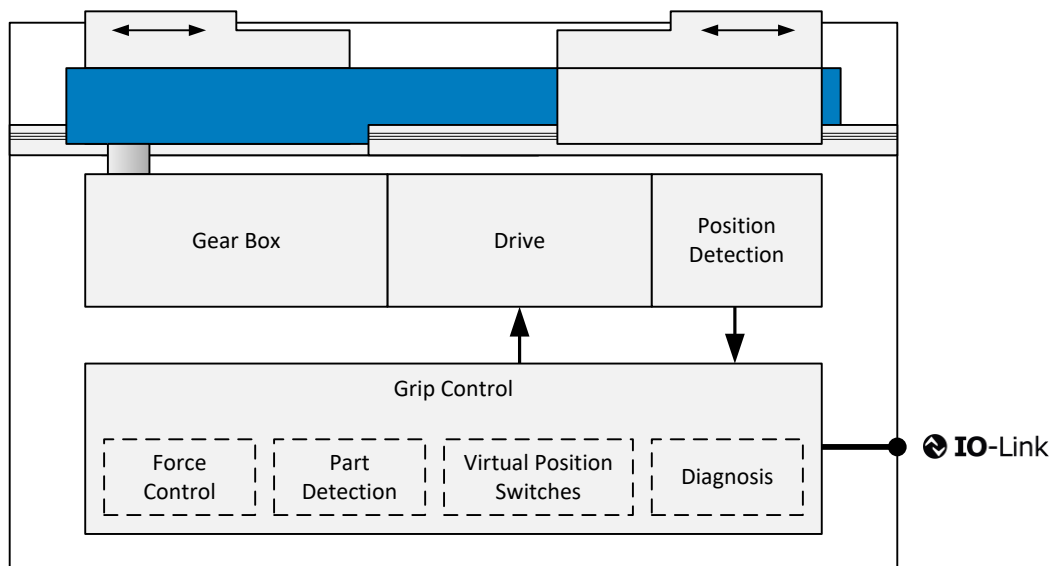 Gear Box
Drive
Position
Detection
Grip Control
Force
Control
Part
Detection
Virtual Position
Switches
Diagnosis
IO-Link